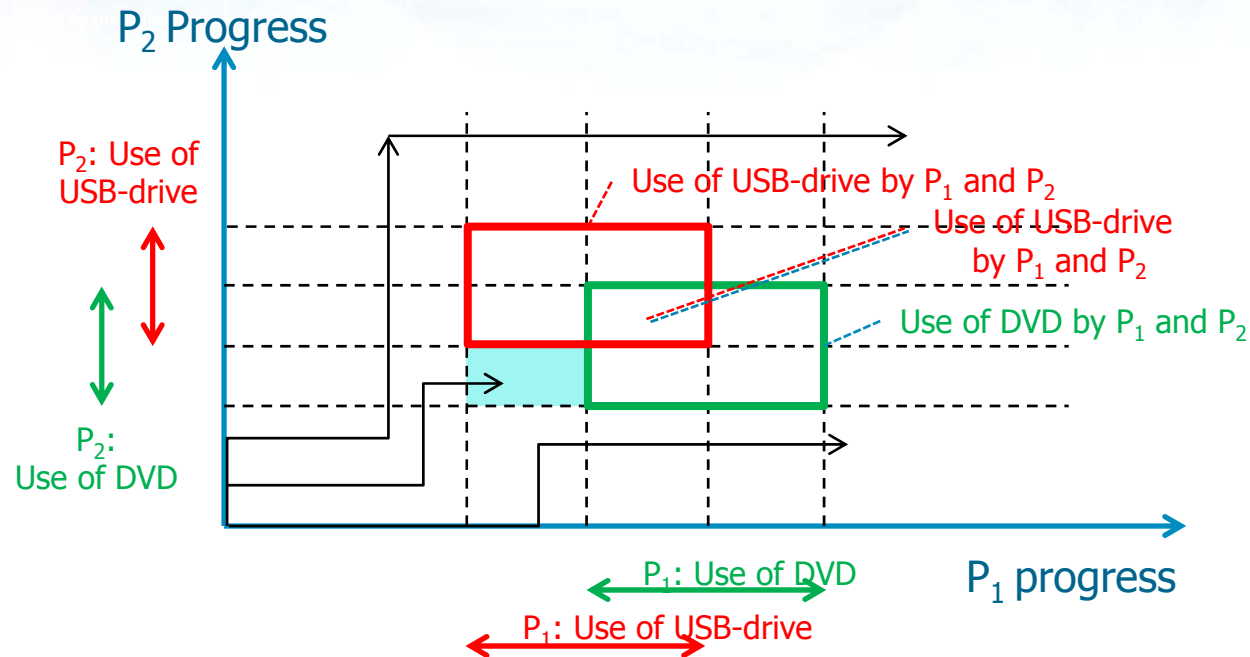 P₂ Progress
P₂: Use of
USB-drive
Use of USB-drive by P₁ and P₂
Use of USB-drive
by P₁ and P₂
Use of DVD by P₁ and P₂
P₂:
Use of DVD
P₁: Use of DVD
P₁ progress
P₁: Use of USB-drive